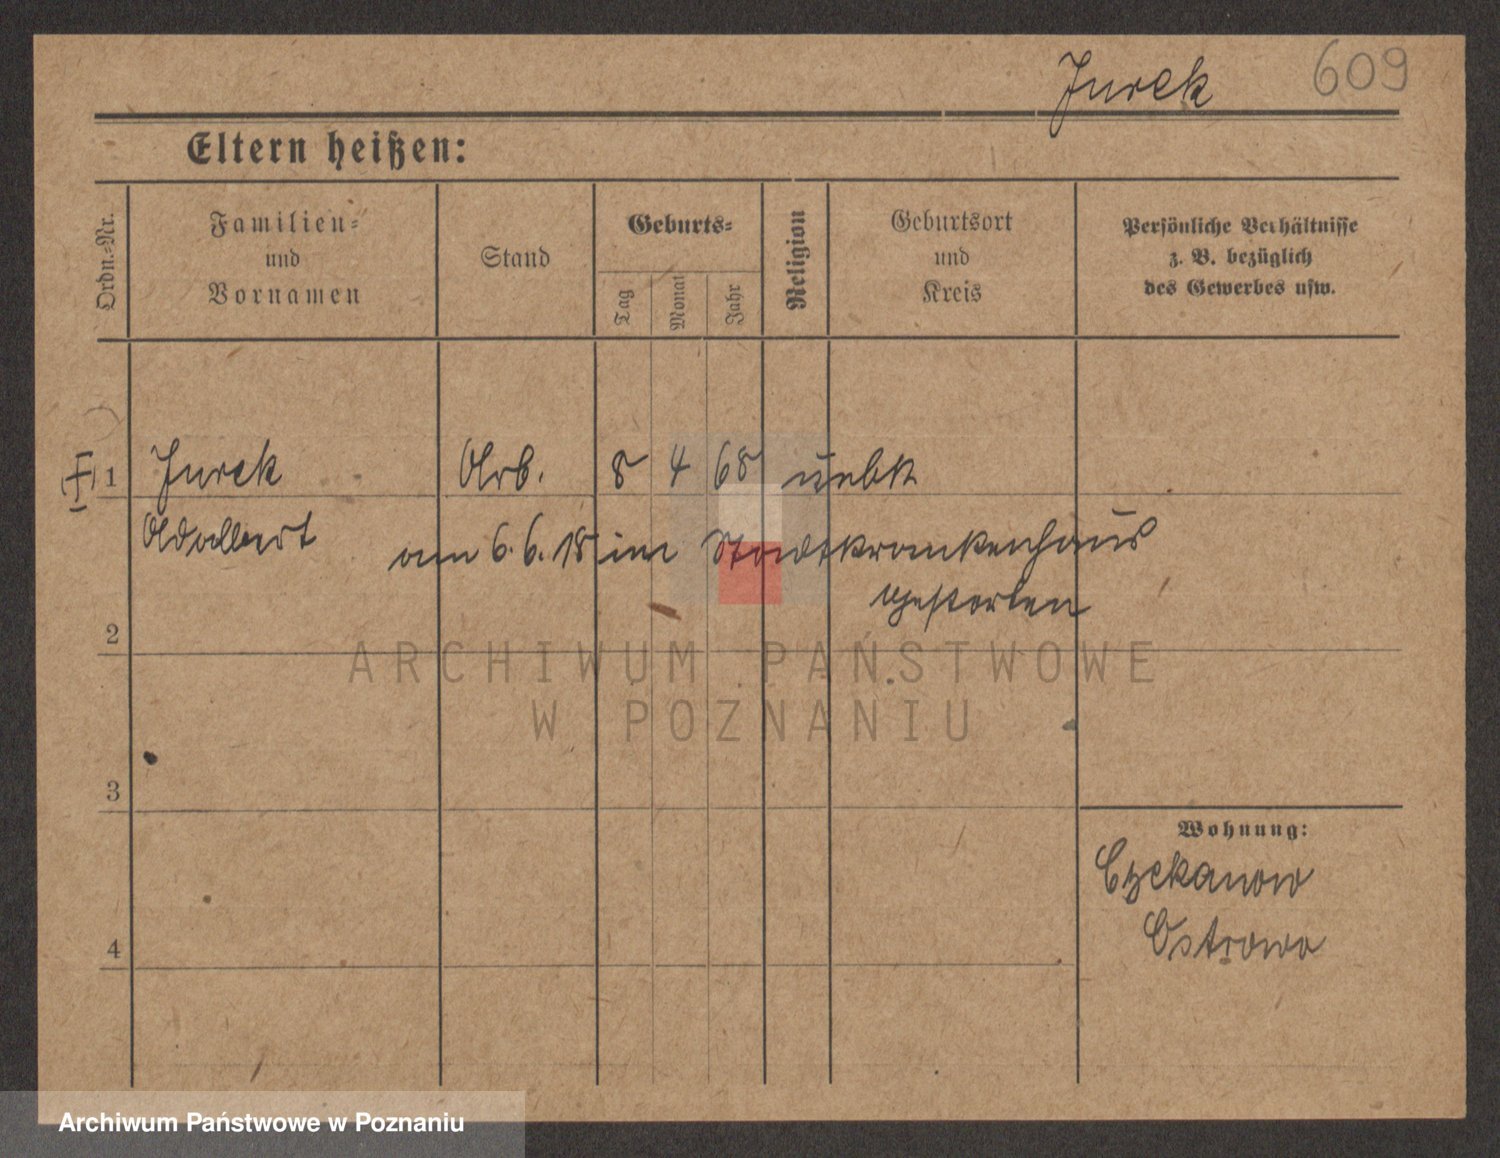 Jurek 609
Eltern heißen:
Ordn.-Nr.
Familien-
und
Vornamen
Stand
Geburts-
Tag
Monat
Jahr
Religion
Geburtsort
und
Kreis
Persönliche Verhältnisse
z. B. bezüglich
des Gewerbes usw.
1 Jurek Arb. 8 4 68 unbk
Adalbert am 6. 6. 18 im Stadtkrankenhaus
gestorben
2
ARCHIWUM PAŃSTWOWE
W POZNANIU
3
Wohnung:
Czekanow
Ostrowo
4
Archiwum Państwowe w Poznaniu